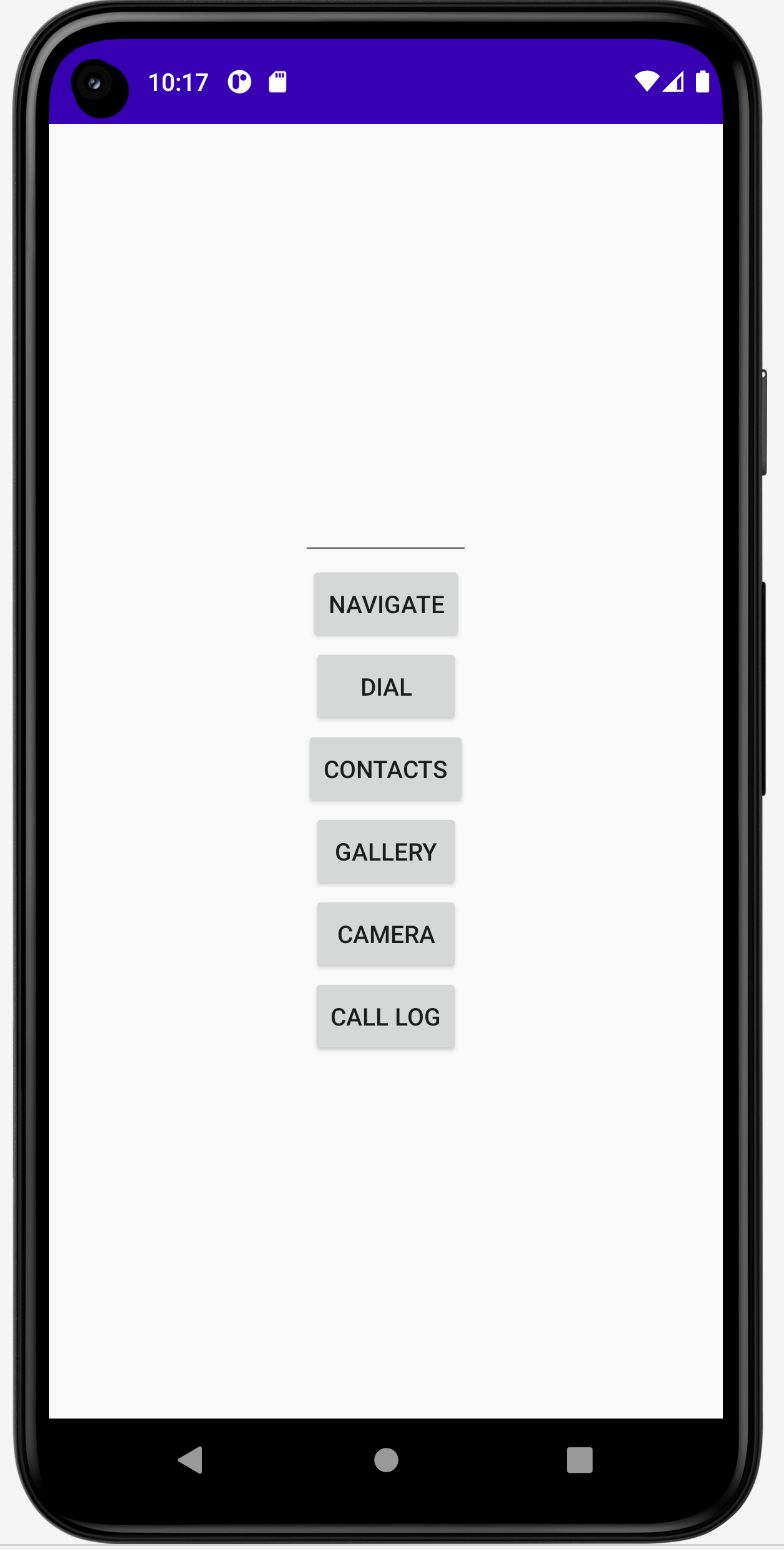 10:17
NAVIGATE
DIAL
CONTACTS
GALLERY
CAMERA
CALL LOG